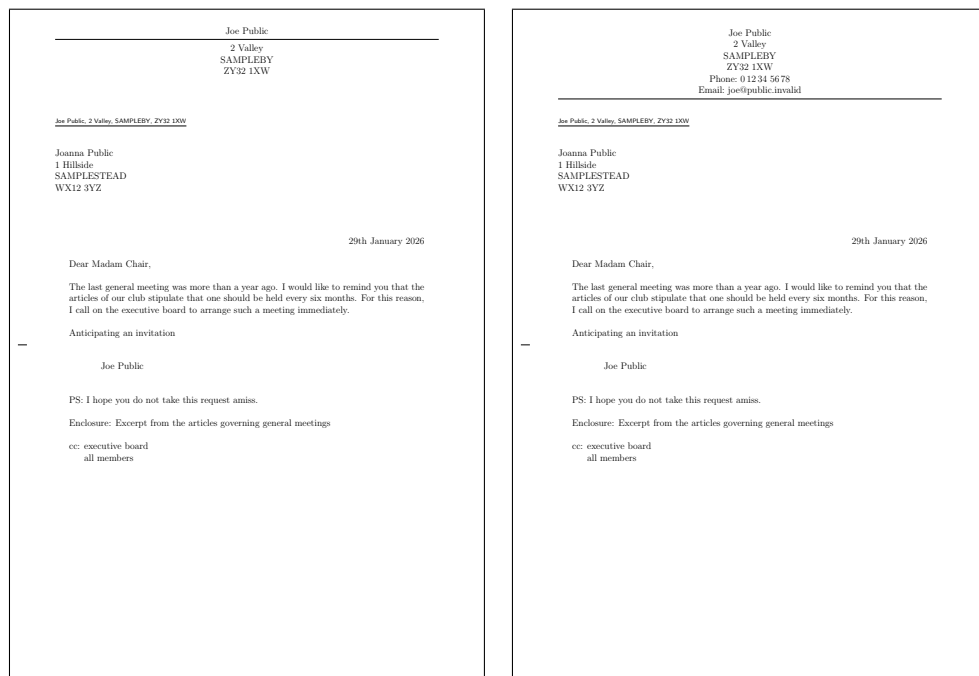 Joe Public
2 Valley
SAMPLEBY
ZY32 1XW
Joe Public, 2 Valley, SAMPLEBY, ZY32 1XW
Joanna Public
1 Hillside
SAMPLESTEAD
WX12 3YZ
29th January 2026
Dear Madam Chair,
The last general meeting was more than a year ago. I would like to remind you that the
articles of our club stipulate that one should be held every six months. For this reason,
I call on the executive board to arrange such a meeting immediately.
Anticipating an invitation
Joe Public
PS: I hope you do not take this request amiss.
Enclosure: Excerpt from the articles governing general meetings
cc: executive board
all members
Joe Public
2 Valley
SAMPLEBY
ZY32 1XW
Phone: 0 12 34 56 78
Email: joe@public.invalid
Joe Public, 2 Valley, SAMPLEBY, ZY32 1XW
Joanna Public
1 Hillside
SAMPLESTEAD
WX12 3YZ
29th January 2026
Dear Madam Chair,
The last general meeting was more than a year ago. I would like to remind you that the
articles of our club stipulate that one should be held every six months. For this reason,
I call on the executive board to arrange such a meeting immediately.
Anticipating an invitation
Joe Public
PS: I hope you do not take this request amiss.
Enclosure: Excerpt from the articles governing general meetings
cc: executive board
all members